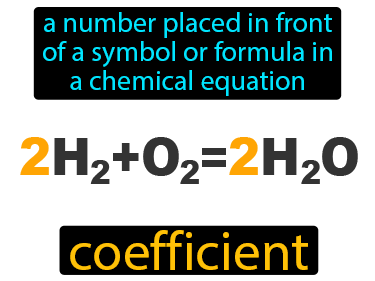 a number placed in front
of a symbol or formula in
a chemical equation
2H₂+O₂=2H₂O
coefficient